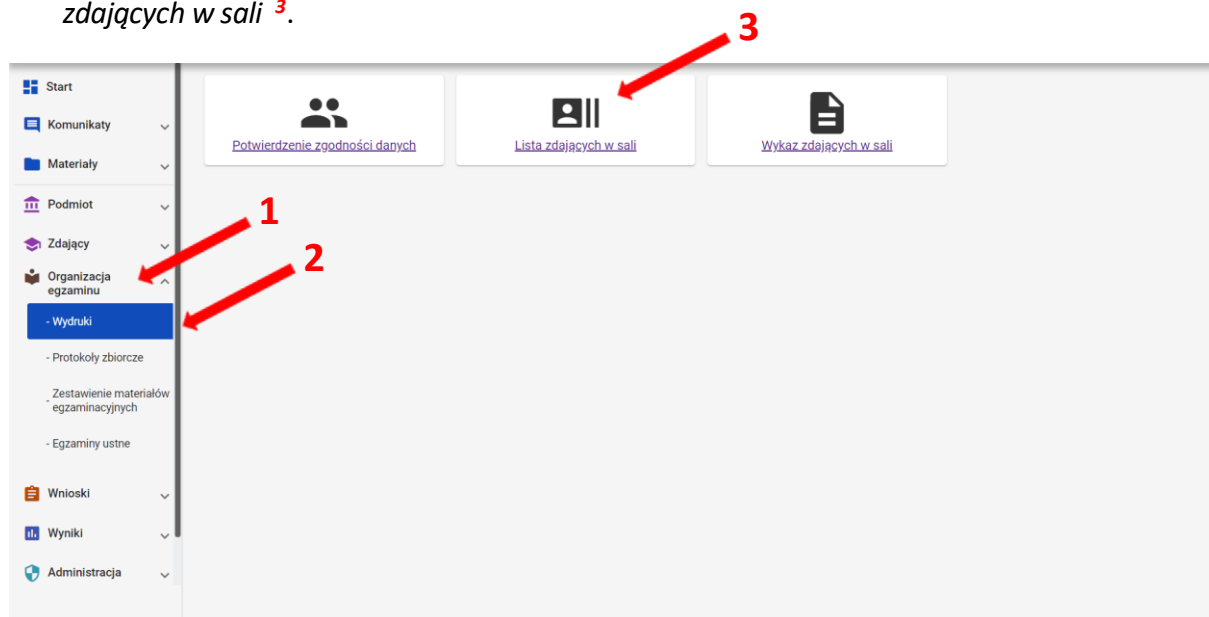 zdających w sali ³.
3
Start
Komunikaty
Materiały
Podmiot
Zdający
Organizacja
egzaminu
- Wydruki
- Protokoły zbiorcze
- Zestawienie materiałów
egzaminacyjnych
- Egzaminy ustne
Wnioski
Wyniki
Administracja
Potwierdzenie zgodności danych
Lista zdających w sali
Wykaz zdających w sali
1
2